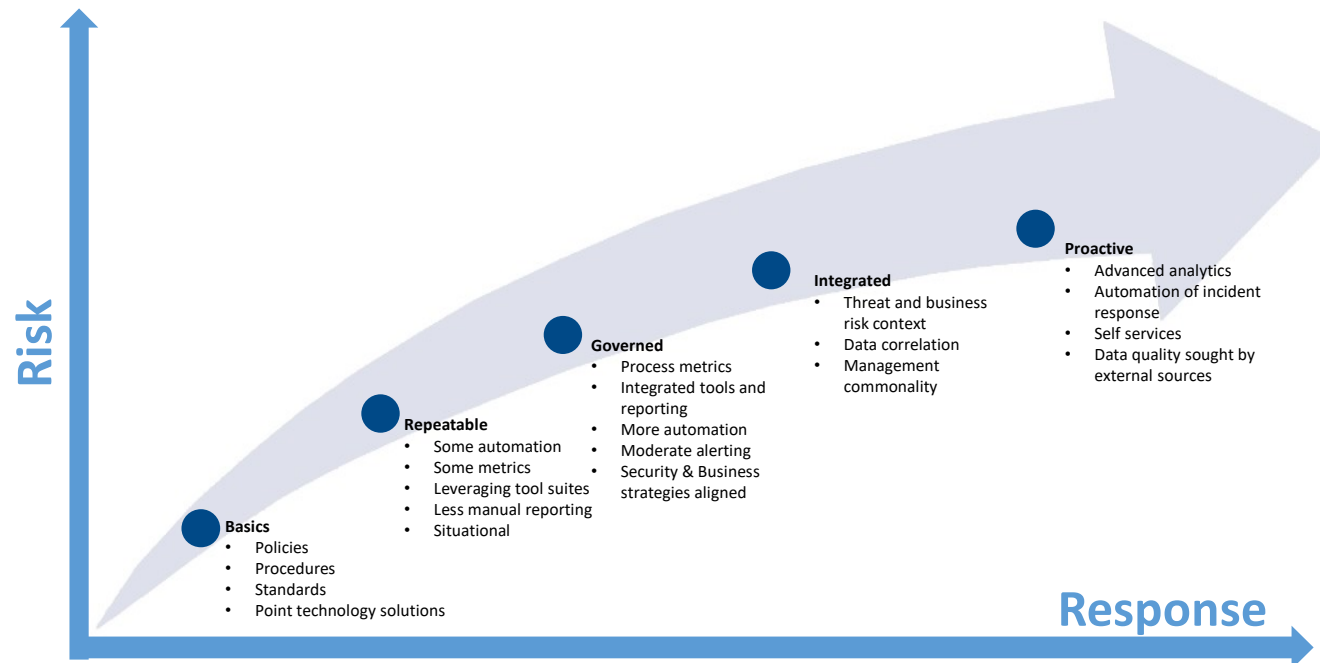 Risk
Basics
• Policies
• Procedures
• Standards
• Point technology solutions
Repeatable
• Some automation
• Some metrics
• Leveraging tool suites
• Less manual reporting
• Situational
Governed
• Process metrics
• Integrated tools and
reporting
• More automation
• Moderate alerting
• Security & Business
strategies aligned
Integrated
• Threat and business
risk context
• Data correlation
• Management
commonality
Proactive
• Advanced analytics
• Automation of incident
response
• Self services
• Data quality sought by
external sources
Response